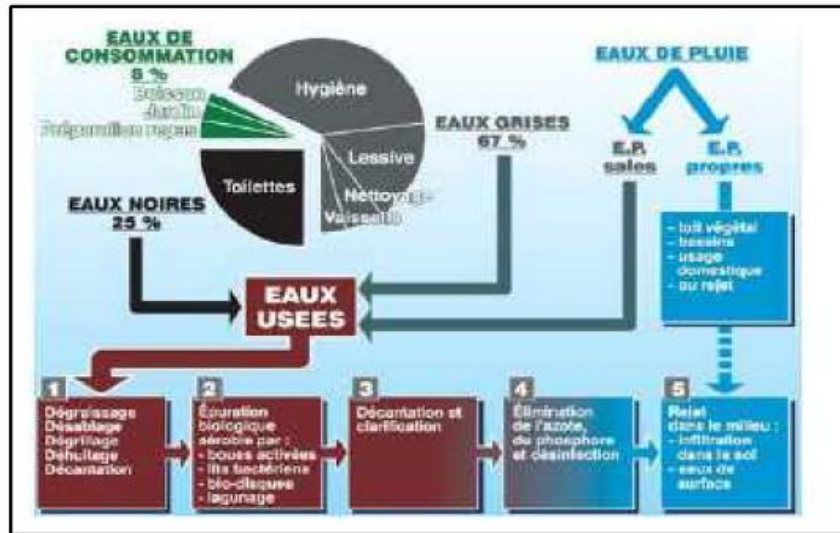 EAUX DE
CONSOMMATION
8 %
Boisson
Jardin
Préparation repas
Hygiène
Lessive
Nettoyage
Vaisselle
Toilettes
EAUX NOIRES
25 %
EAUX GRISES
67 %
EAUX DE PLUIE
E.P.
sales
E.P.
propres
- toit végétal
- bassins
- usage
domestique
- ou rejet
EAUX
USEES
1
Dégraissage
Désablage
Dégrillage
Déhuilage
Décantation
2
Épuration
biologique
aérobie par :
- boues activées
- lits bactériens
- bio-disques
- lagunage
3
Décantation et
clarification
4
Élimination
de l'azote,
du phosphore
et désinfection
5
Rejet
dans le milieu :
- infiltration
dans le sol
- eaux de
surface